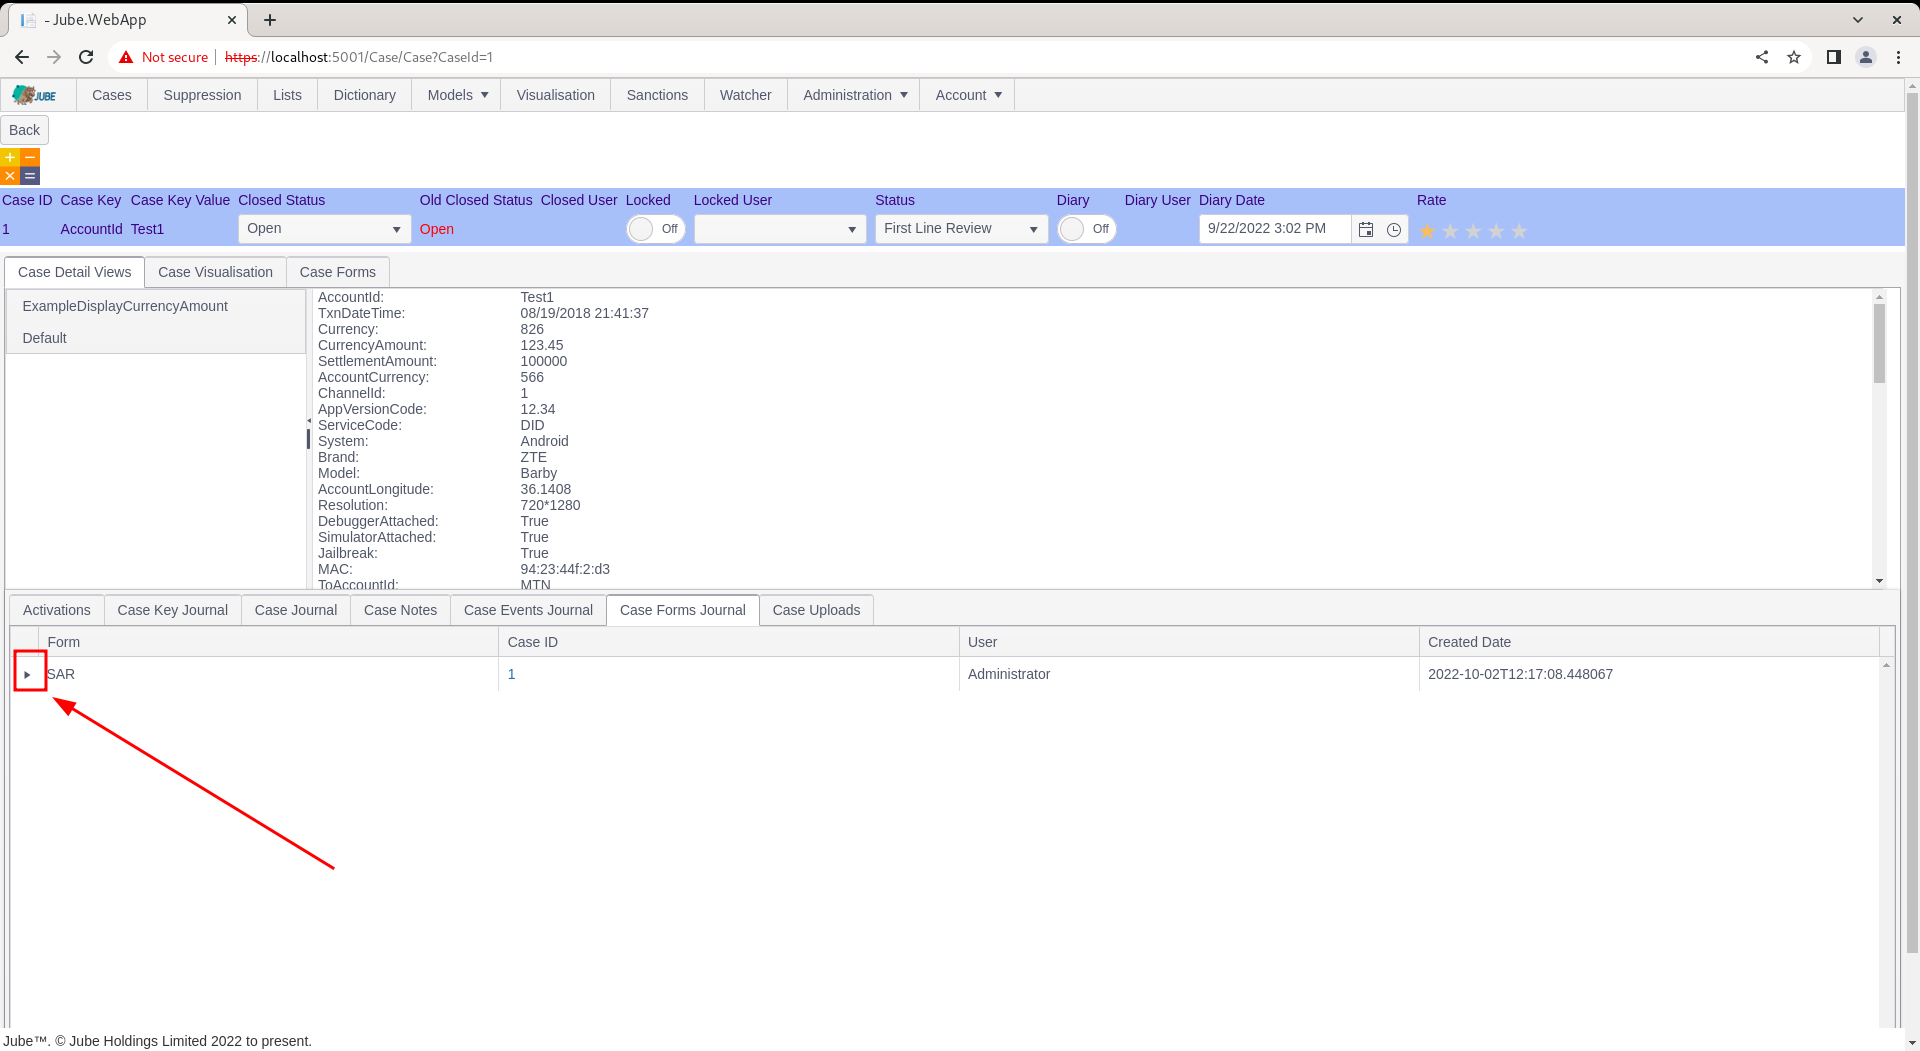 - Jube.WebApp
Not secure https://localhost:5001/Case/Case?CaseId=1
JUBE Cases Suppression Lists Dictionary Models Visualisation Sanctions Watcher Administration Account
Back
Case ID Case Key Case Key Value Closed Status Old Closed Status Closed User Locked Locked User Status Diary Diary User Diary Date Rate
1 AccountId Test1 Open Open Off First Line Review Off 9/22/2022 3:02 PM
Case Detail Views Case Visualisation Case Forms
ExampleDisplayCurrencyAmount
Default
AccountId: Test1
TxnDateTime: 08/19/2018 21:41:37
Currency: 826
CurrencyAmount: 123.45
SettlementAmount: 100000
AccountCurrency: 566
ChannelId: 1
AppVersionCode: 12.34
ServiceCode: DID
System: Android
Brand: ZTE
Model: Barby
AccountLongitude: 36.1408
Resolution: 720*1280
DebuggerAttached: True
SimulatorAttached: True
Jailbreak: True
MAC: 94:23:44f:2:d3
ToAccountId: MTN
Activations Case Key Journal Case Journal Case Notes Case Events Journal Case Forms Journal Case Uploads
Form Case ID User Created Date
SAR 1 Administrator 2022-10-02T12:17:08.448067
Jube™. © Jube Holdings Limited 2022 to present.